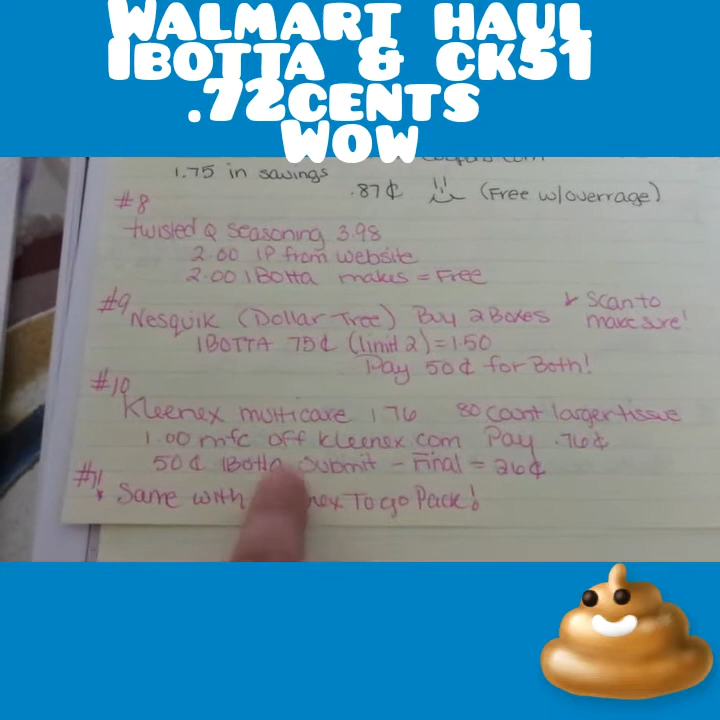 WALMART HAUL
IBOTTA & CK51
.72CENTS
WOW
1.75 in savings
.87¢ (Free w/overrage)
#8
twisted Q seasoning 3.98
2.00 IP from website
2.00 IBotta makes = Free
#9
Nesquik (Dollar Tree) Buy 2 Boxes
Scan to
make sure!
IBOTTA 75¢ (limit 2) = 1.50
Pay 50¢ for Both!
#10
Kleenex multicare 1.76 80 count larger tissue
1.00 mfc off Kleenex.com Pay .76¢
50¢ IBotta Submit - Final = 26¢
#11
Same with To go Pack!